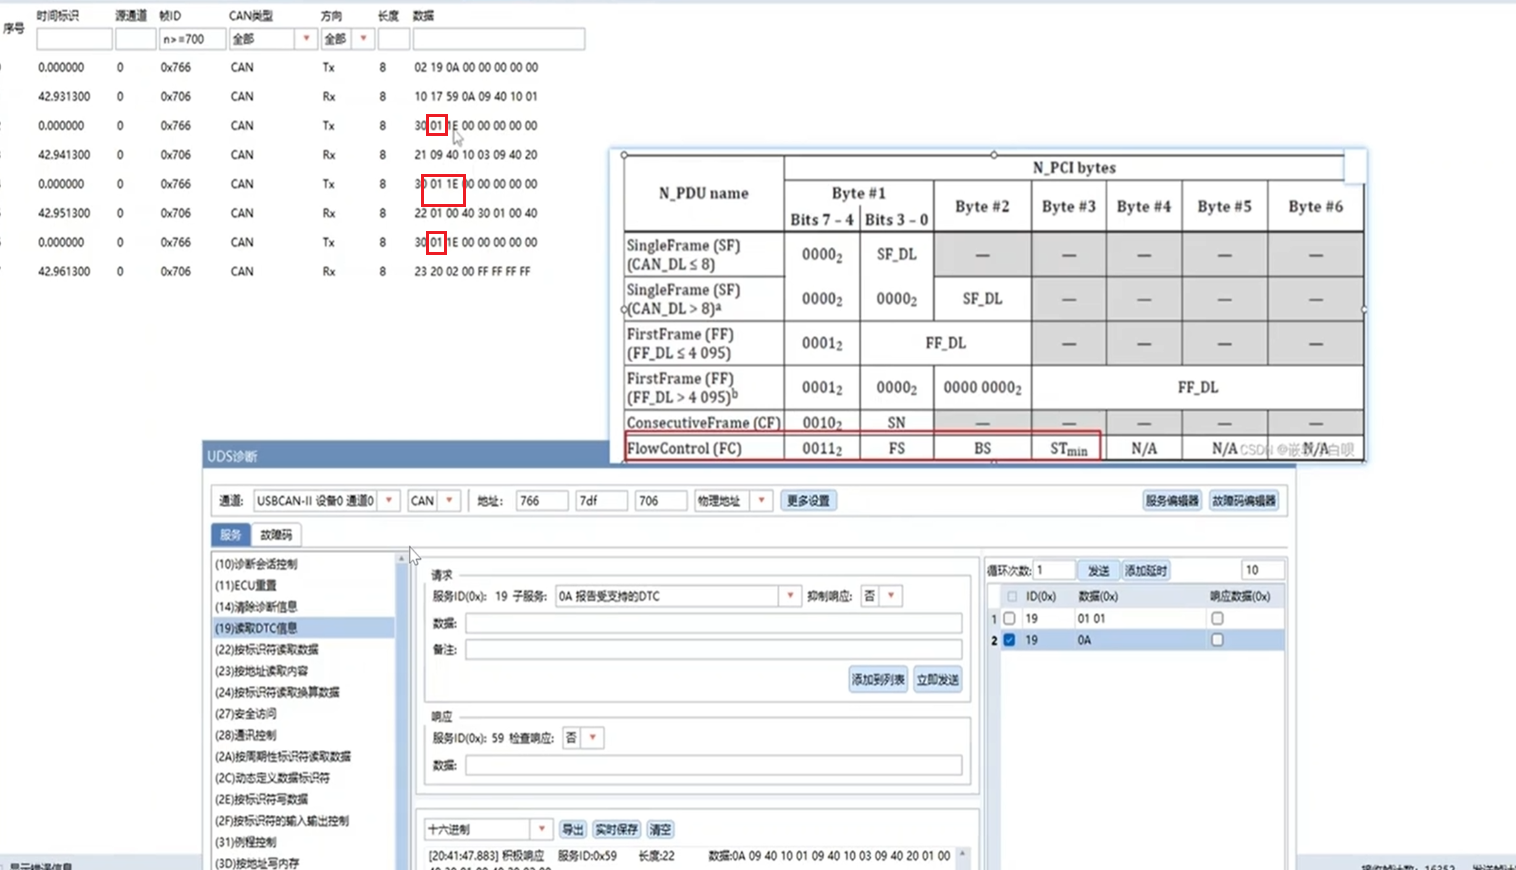 序号 时间标识 源通道 帧ID CAN类型 方向 长度 数据
n>=700 全部 全部
0.000000 0 0x766 CAN Tx 8 02 19 0A 00 00 00 00 00
42.931300 0 0x706 CAN Rx 8 10 17 59 0A 09 40 10 01
0.000000 0 0x766 CAN Tx 8 30 01 1E 00 00 00 00 00
42.941300 0 0x706 CAN Rx 8 21 09 40 10 03 09 40 20
0.000000 0 0x766 CAN Tx 8 30 01 1E 00 00 00 00 00
42.951300 0 0x706 CAN Rx 8 22 01 00 40 30 01 00 40
0.000000 0 0x766 CAN Tx 8 30 01 1E 00 00 00 00 00
42.961300 0 0x706 CAN Rx 8 23 20 02 00 FF FF FF FF
N_PDU name N_PCI bytes
Byte #1 Byte #2 Byte #3 Byte #4 Byte #5 Byte #6
Bits 7 – 4 Bits 3 – 0
SingleFrame (SF)
(CAN_DL ≤ 8) 0000₂ SF_DL — — — — —
SingleFrame (SF)
(CAN_DL > 8)ᵃ 0000₂ 0000₂ SF_DL — — — —
FirstFrame (FF)
(FF_DL ≤ 4 095) 0001₂ FF_DL — — — —
FirstFrame (FF)
(FF_DL > 4 095)ᵇ 0001₂ 0000₂ 0000 0000₂ FF_DL
ConsecutiveFrame (CF) 0010₂ SN — — — — —
FlowControl (FC) 0011₂ FS BS STmin N/A N/A N/A
UDS诊断
通道: USBCAN-II 设备0 通道0 CAN 地址: 766 7df 706 物理地址 更多设置 服务编辑器 故障码编辑器
服务 故障码
(10)诊断会话控制
(11)ECU重置
(14)清除诊断信息
(19)读取DTC信息
(22)按标识符读取数据
(23)按地址读取内容
(24)按标识符读取换算数据
(27)安全访问
(28)通讯控制
(2A)按周期性标识符读取数据
(2C)动态定义数据标识符
(2E)按标识符写数据
(2F)按标识符的输入输出控制
(31)例程控制
(3D)按地址写内存
请求
服务ID(0x): 19 子服务: 0A 报告受支持的DTC 抑制响应: 否
数据:
备注:
添加到列表 立即发送
响应
服务ID(0x): 59 检查响应: 否
数据:
十六进制 导出 实时保存 清空
[20:41:47.883] 积极响应 服务ID:0x59 长度:22 数据:0A 09 40 10 01 09 40 10 03 09 40 20 01 00
循环次数: 1 发送 添加延时 10
ID(0x) 数据(0x) 响应数据(0x)
1 19 01 01
2 19 0A
显示错误信息